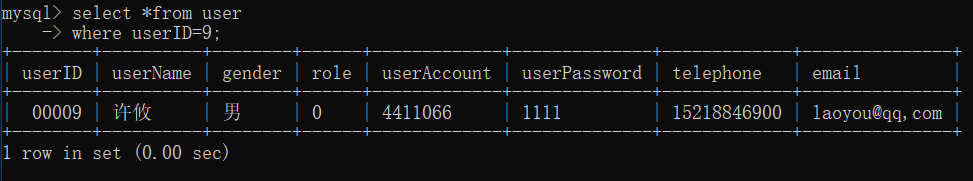 mysql> select *from user
    -> where userID=9;
+--------+----------+--------+------+-------------+--------------+-------------+---------------+
| userID | userName | gender | role | userAccount | userPassword | telephone | email |
+--------+----------+--------+------+-------------+--------------+-------------+---------------+
| 00009 | 许攸 | 男 | 0 | 4411066 | 1111 | 15218846900 | laoyou@qq,com |
+--------+----------+--------+------+-------------+--------------+-------------+---------------+
1 row in set (0.00 sec)